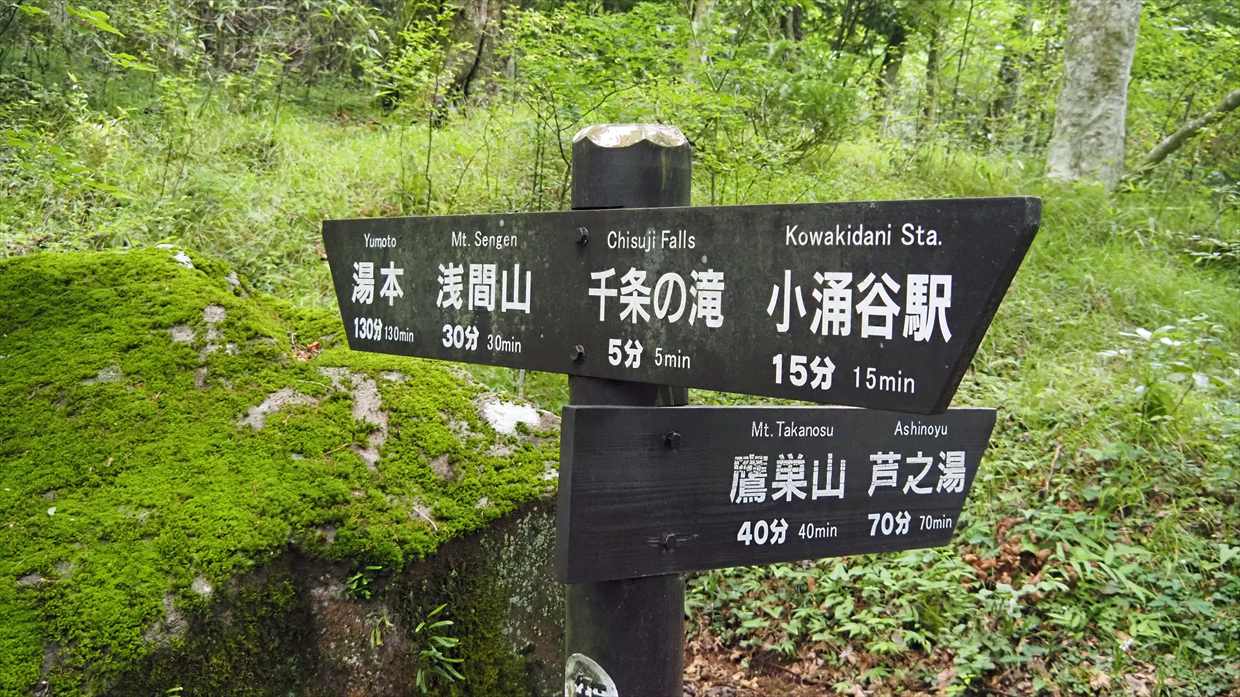 Yumoto
湯本
130分 130min
Mt. Sengen
浅間山
30分 30min
Chisuji Falls
千条の滝
5分 5min
Kowakidani Sta.
小涌谷駅
15分 15min
Mt. Takanosu
鷹巣山
40分 40min
Ashinoyu
芦之湯
70分 70min